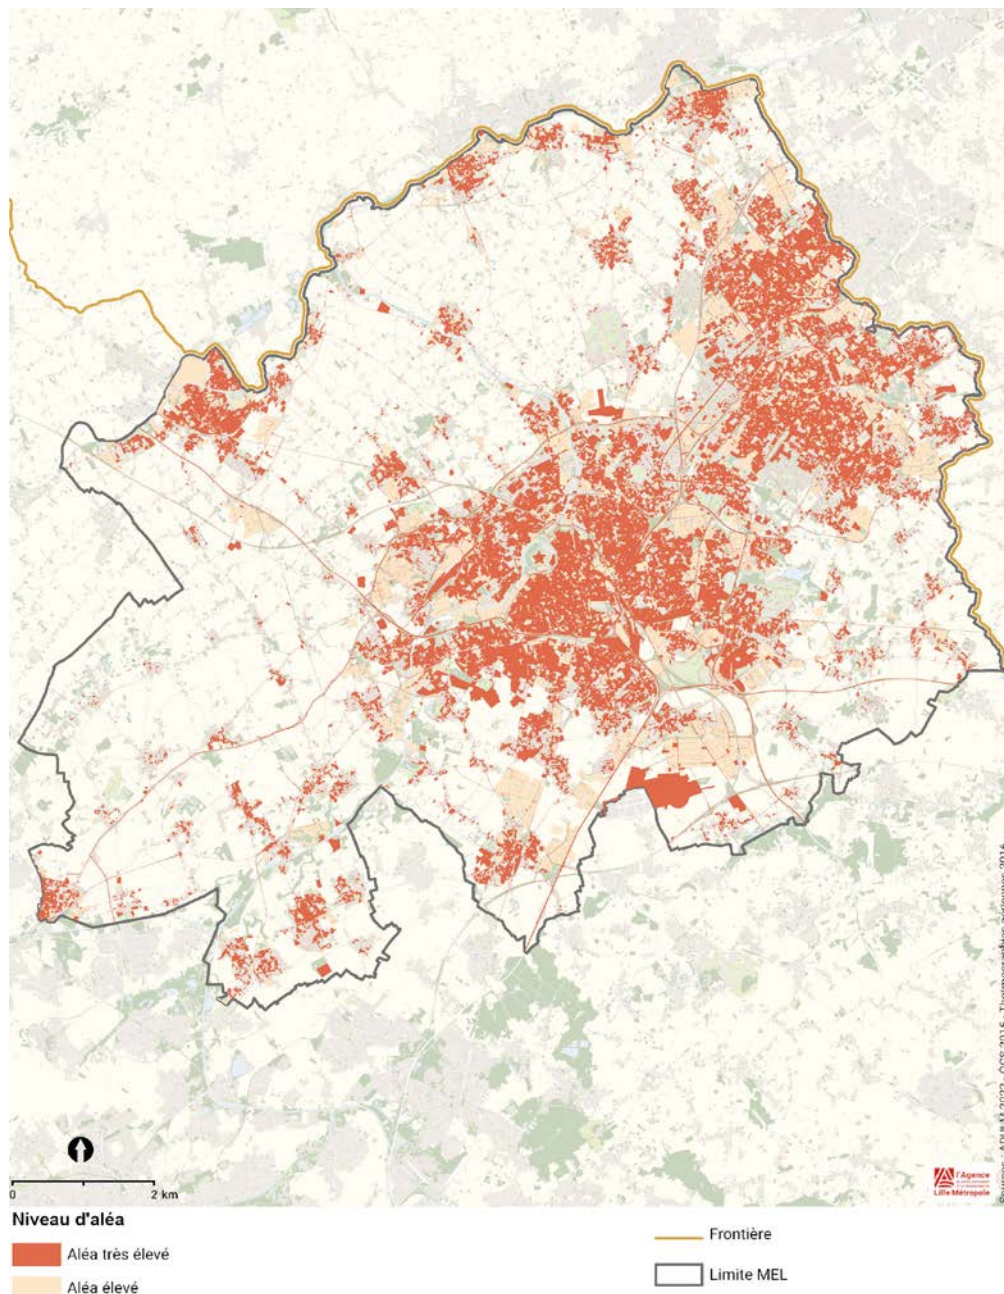 0 2 km
l'Agence
Lille Métropole
Niveau d'aléa
Aléa très élevé
Aléa élevé
Frontière
Limite MEL